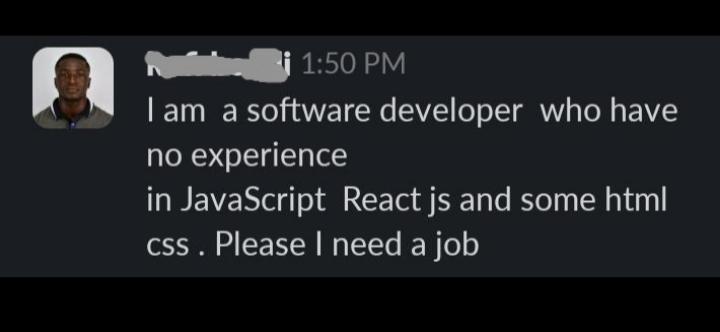 1:50 PM
I am a software developer who have
no experience
in JavaScript React js and some html
css . Please I need a job